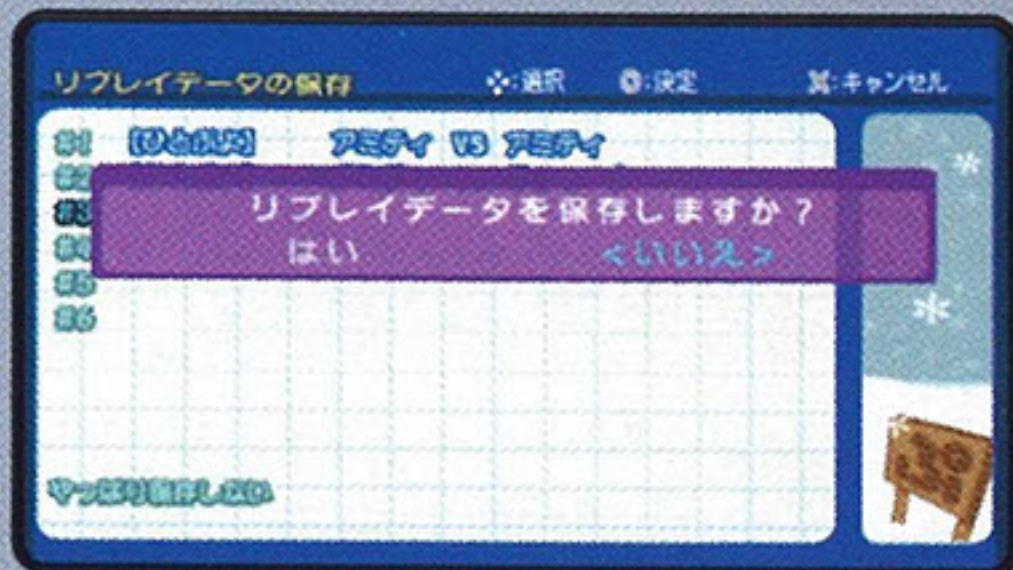 リプレイデータの保存 ✥:選択 ◎:決定 ✕:キャンセル
#1 【ひとりぷよ】 アミティ VS アミティ
#2
#3
リプレイデータを保存しますか？
はい <いいえ>
#4
#5
#6
やっぱり保存しない